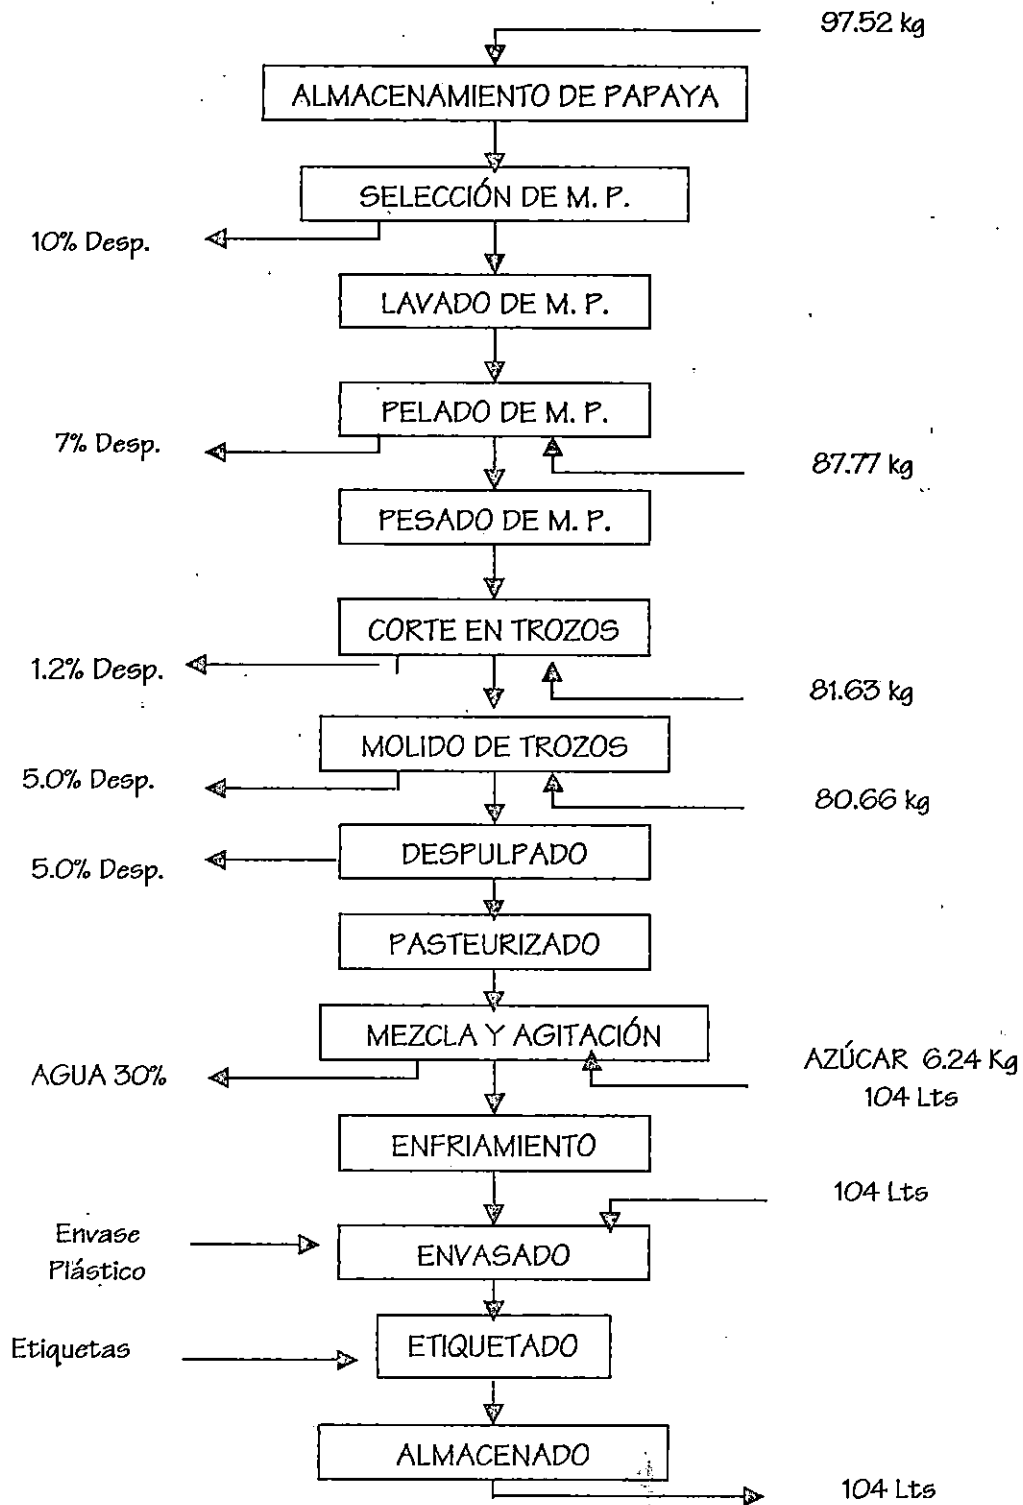 97.52 kg
ALMACENAMIENTO DE PAPAYA
SELECCIÓN DE M. P.
10% Desp.
LAVADO DE M. P.
PELADO DE M. P.
7% Desp.
87.77 kg
PESADO DE M. P.
CORTE EN TROZOS
1.2% Desp.
81.63 kg
MOLIDO DE TROZOS
5.0% Desp.
80.66 kg
DESPULPADO
5.0% Desp.
PASTEURIZADO
MEZCLA Y AGITACIÓN
AGUA 30%
AZÚCAR 6.24 Kg
104 Lts
ENFRIAMIENTO
104 Lts
Envase
Plástico
ENVASADO
Etiquetas
ETIQUETADO
ALMACENADO
104 Lts